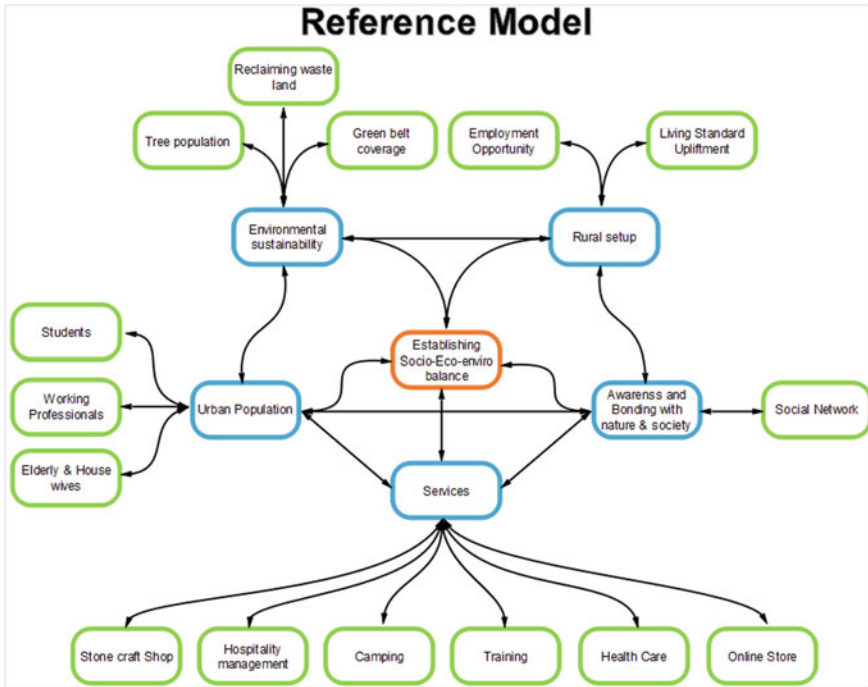 Reference Model
Reclaiming waste
land
Tree population
Green belt
coverage
Employment
Opportunity
Living Standard
Upliftment
Environmental
sustainability
Rural setup
Students
Establishing
Socio-Eco-enviro
balance
Working
Professionals
Urban Population
Awarenss and
Bonding with
nature & society
Social Network
Elderly & House
wives
Services
Stone craft Shop
Hospitality
management
Camping
Training
Health Care
Online Store